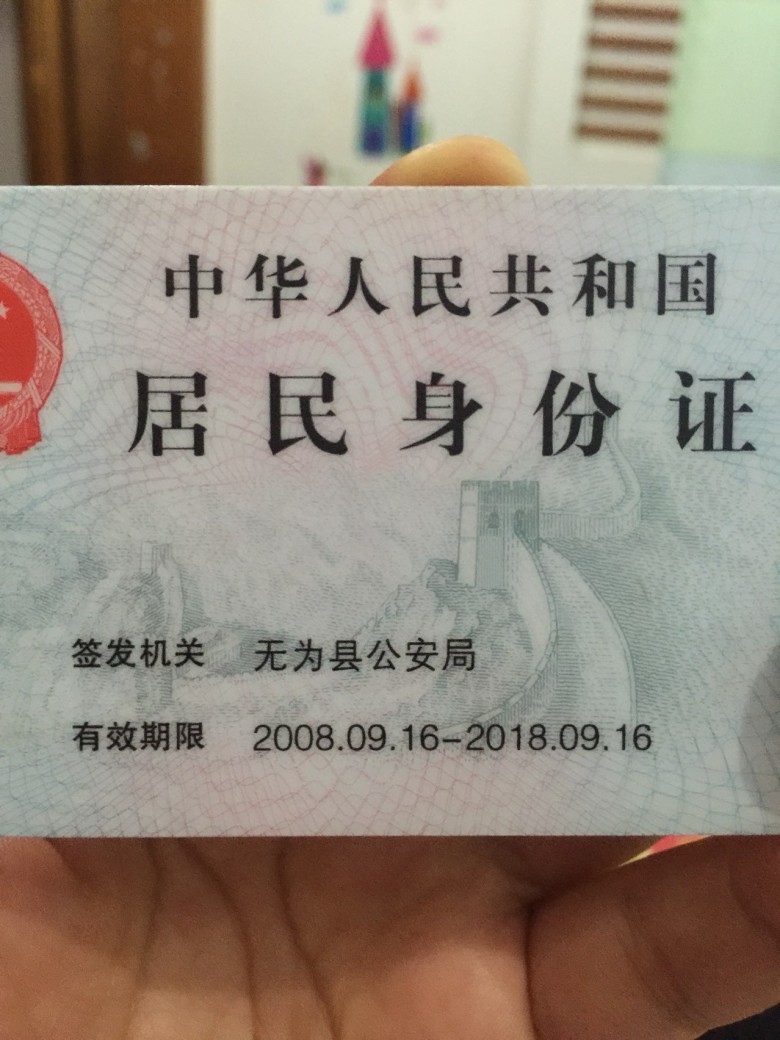 中华人民共和国
居民身份证
签发机关 无为县公安局
有效期限 2008.09.16-2018.09.16